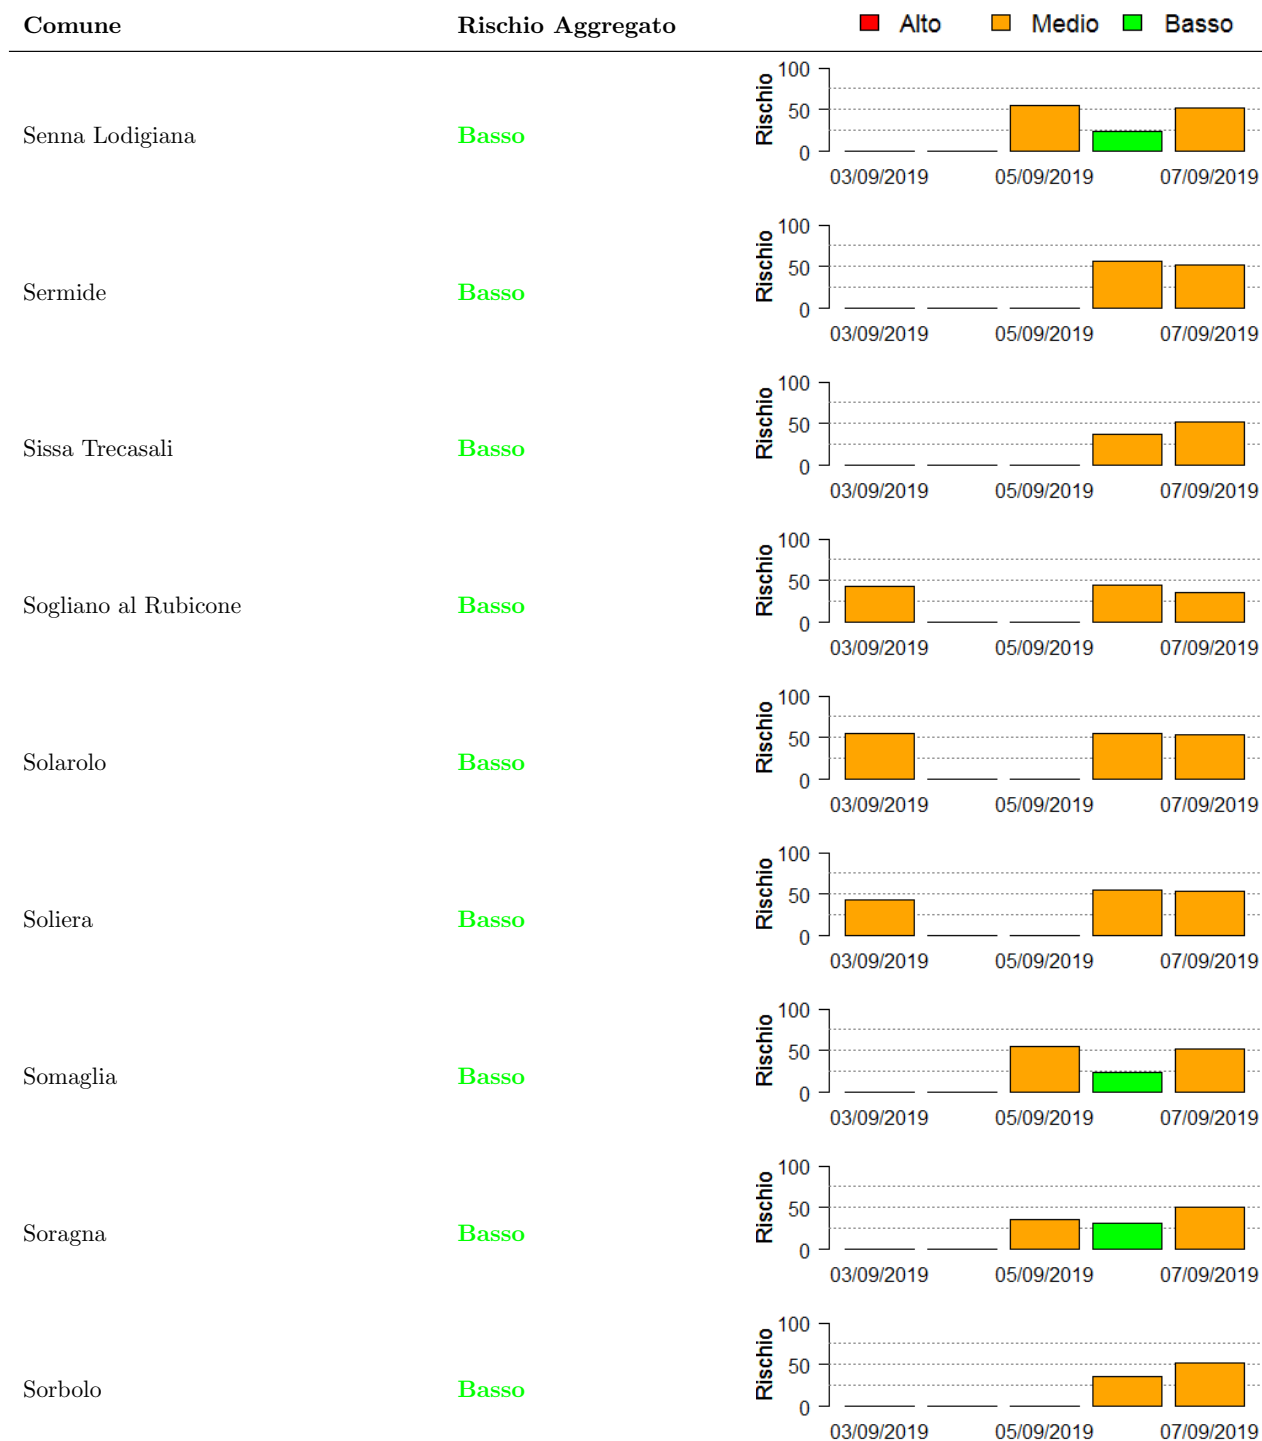 Comune Rischio Aggregato Alto Medio Basso
Senna Lodigiana Basso
Rischio
100
50
0
03/09/2019 05/09/2019 07/09/2019
Sermide Basso
Rischio
100
50
0
03/09/2019 05/09/2019 07/09/2019
Sissa Trecasali Basso
Rischio
100
50
0
03/09/2019 05/09/2019 07/09/2019
Sogliano al Rubicone Basso
Rischio
100
50
0
03/09/2019 05/09/2019 07/09/2019
Solarolo Basso
Rischio
100
50
0
03/09/2019 05/09/2019 07/09/2019
Soliera Basso
Rischio
100
50
0
03/09/2019 05/09/2019 07/09/2019
Somaglia Basso
Rischio
100
50
0
03/09/2019 05/09/2019 07/09/2019
Soragna Basso
Rischio
100
50
0
03/09/2019 05/09/2019 07/09/2019
Sorbolo Basso
Rischio
100
50
0
03/09/2019 05/09/2019 07/09/2019